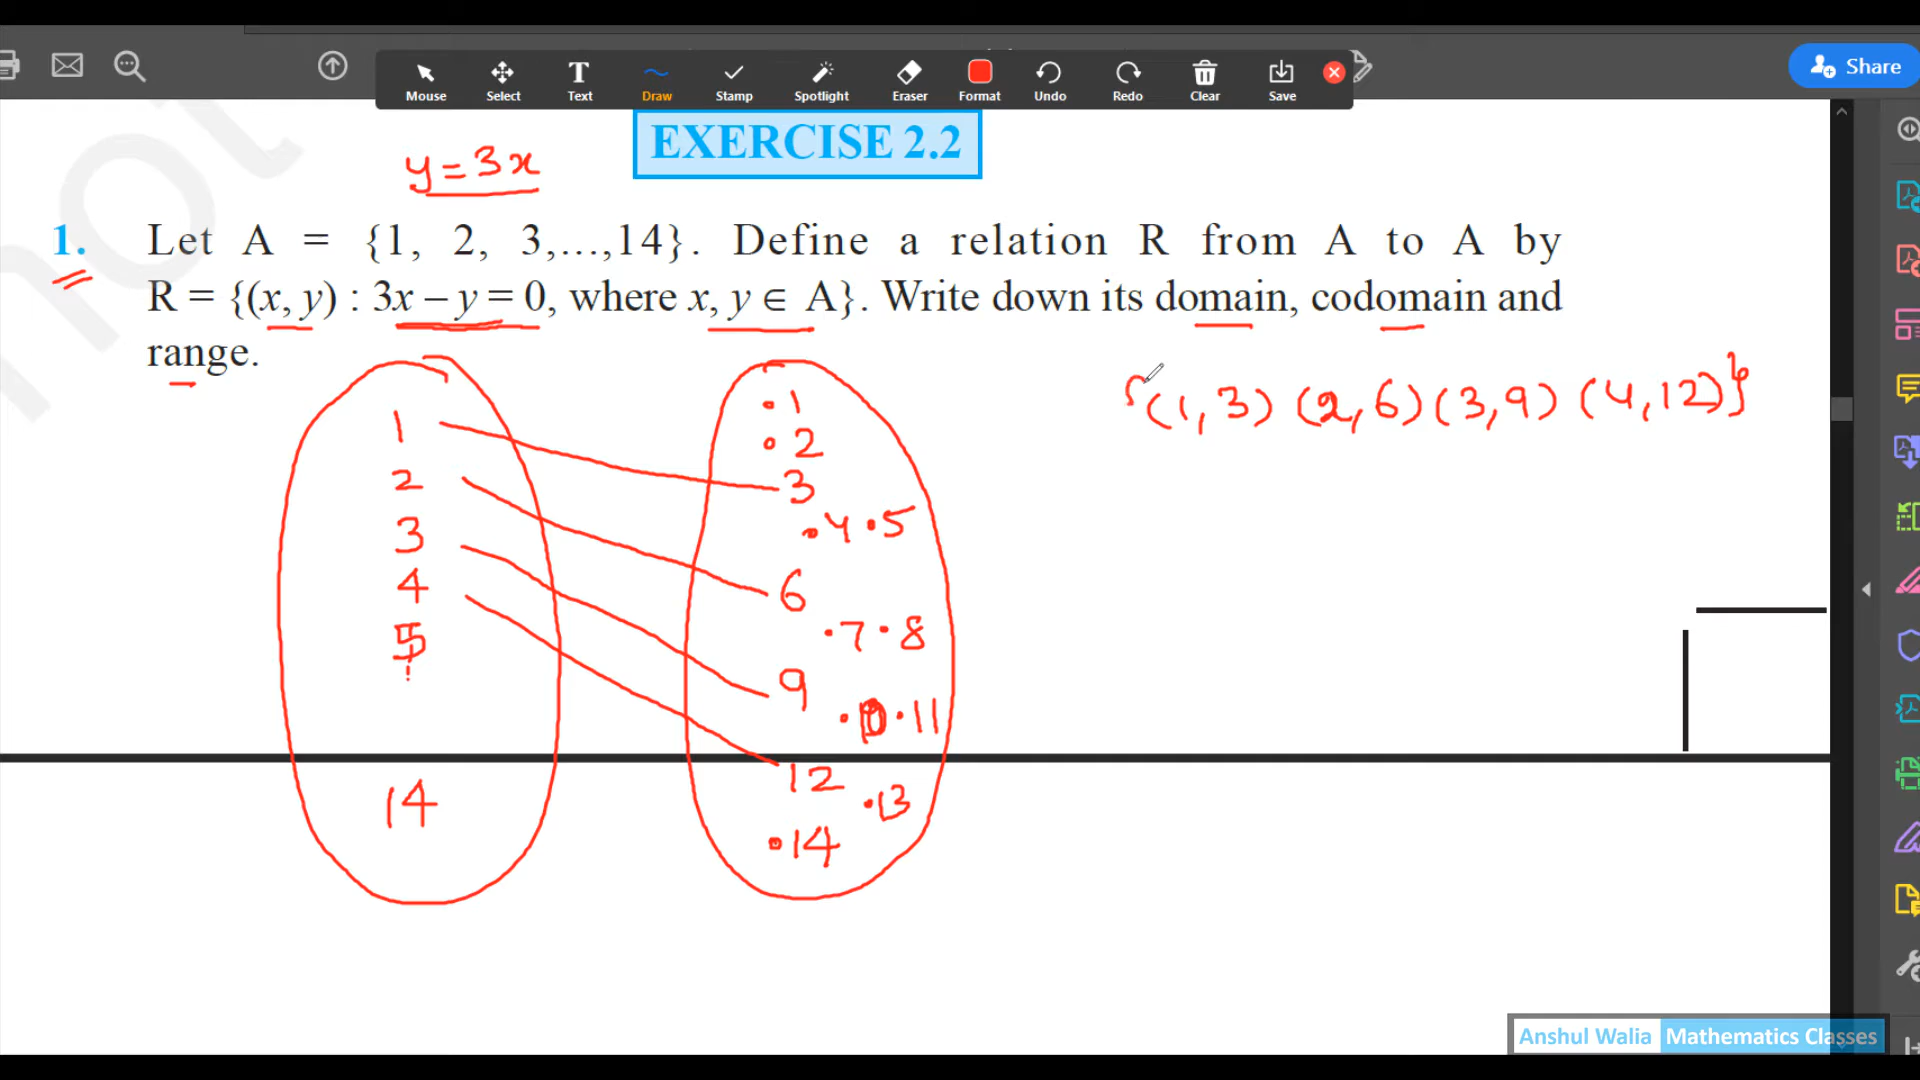 Share
Mouse Select Text Draw Stamp Spotlight Eraser Format Undo Redo Clear Save
EXERCISE 2.2
y = 3x
1. Let A = {1, 2, 3,...,14}. Define a relation R from A to A by
R = {(x, y) : 3x – y = 0, where x, y ∈ A}. Write down its domain, codomain and
range.
{(1, 3) (2, 6) (3, 9) (4, 12)}
1
2
3
4
5
14
•1
•2
3
•4 •5
6
•7 •8
9
•10 •11
12
•13
•14
Anshul Walia Mathematics Classes
not